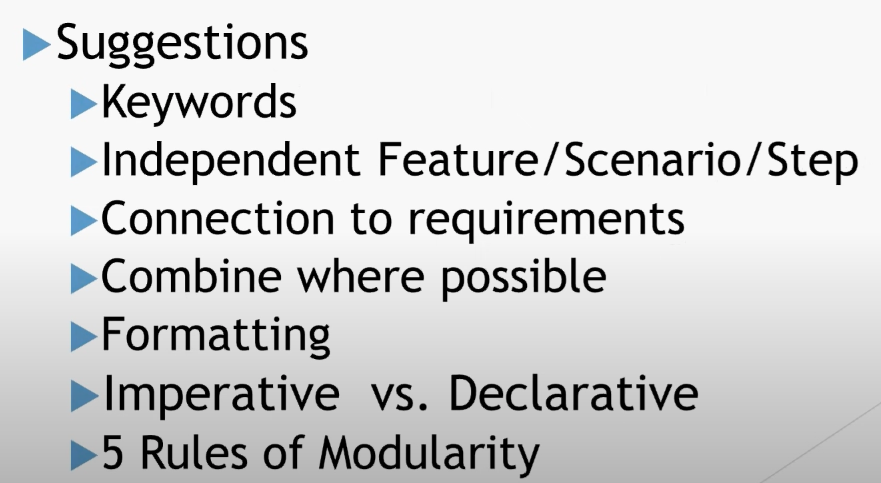 Suggestions
Keywords
Independent Feature/Scenario/Step
Connection to requirements
Combine where possible
Formatting
Imperative vs. Declarative
5 Rules of Modularity